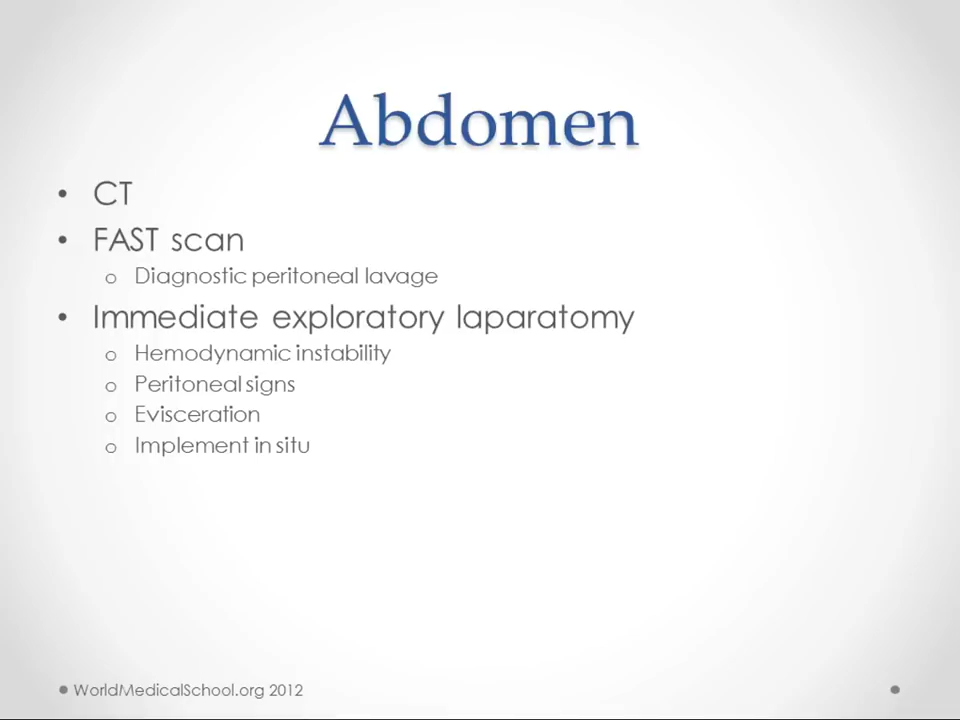 Abdomen
• CT
• FAST scan
o Diagnostic peritoneal lavage
• Immediate exploratory laparatomy
o Hemodynamic instability
o Peritoneal signs
o Evisceration
o Implement in situ
WorldMedicalSchool.org 2012